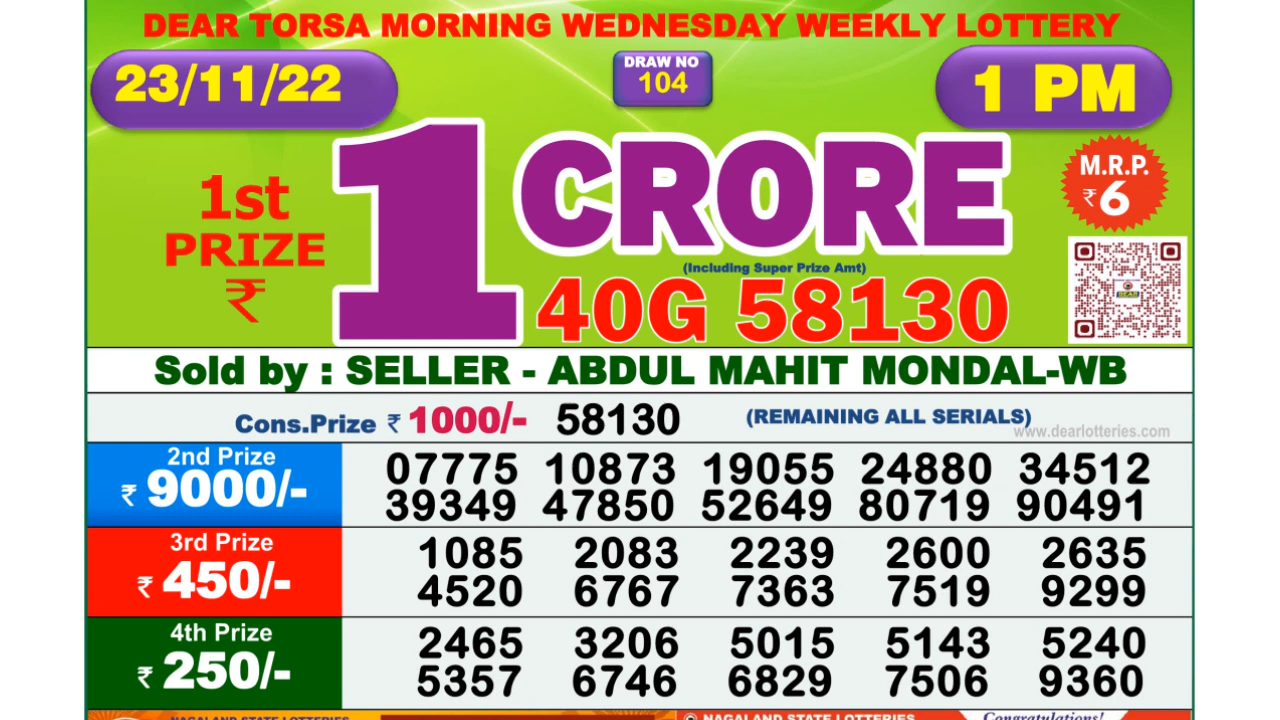 DEAR TORSA MORNING WEDNESDAY WEEKLY LOTTERY
23/11/22
DRAW NO
104
1 PM
1st
PRIZE
₹
1 CRORE
(Including Super Prize Amt)
40G 58130
M.R.P.
₹6
DEAR
Sold by : SELLER - ABDUL MAHIT MONDAL-WB
Cons.Prize ₹ 1000/- 58130 (REMAINING ALL SERIALS)
www.dearlotteries.com
2nd Prize
₹ 9000/-
07775 10873 19055 24880 34512
39349 47850 52649 80719 90491
3rd Prize
₹ 450/-
1085 2083 2239 2600 2635
4520 6767 7363 7519 9299
4th Prize
₹ 250/-
2465 3206 5015 5143 5240
5357 6746 6829 7506 9360
NAGALAND STATE LOTTERIES
NAGALAND STATE LOTTERIES
Congratulations!